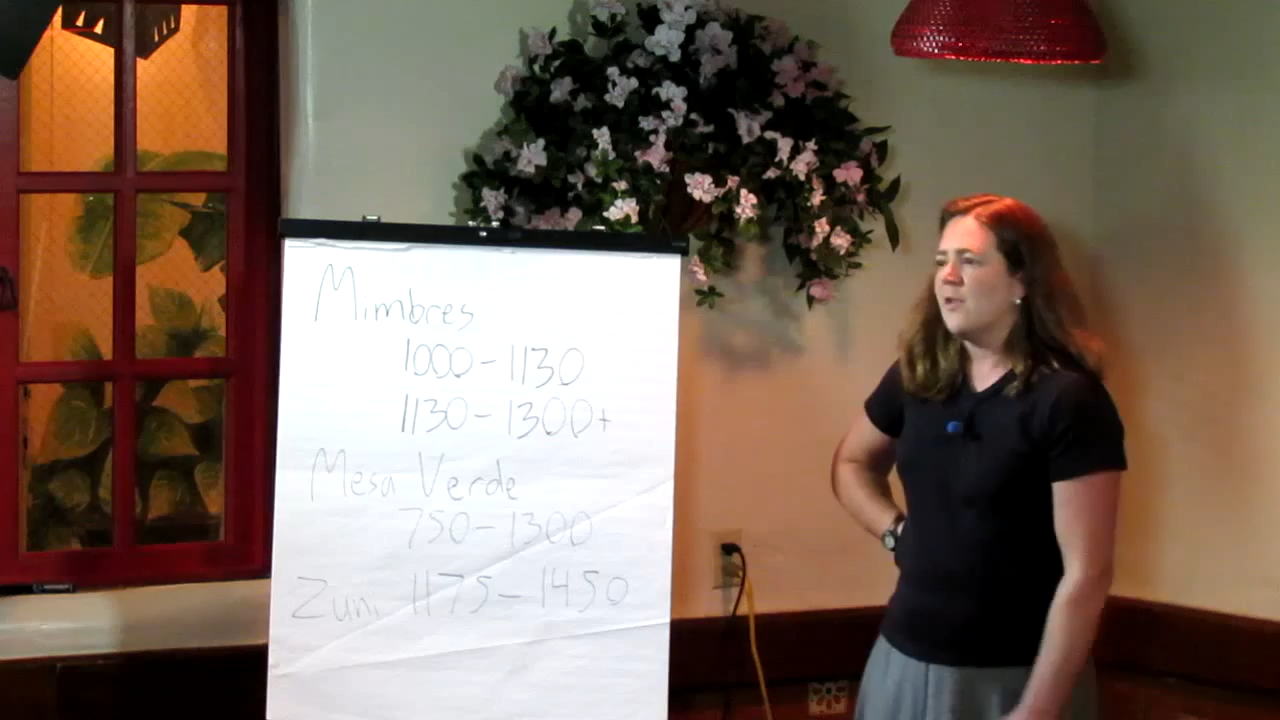 Mimbres
1000-1130
1130-1300+
Mesa Verde
750-1300
Zuni 1175-1450